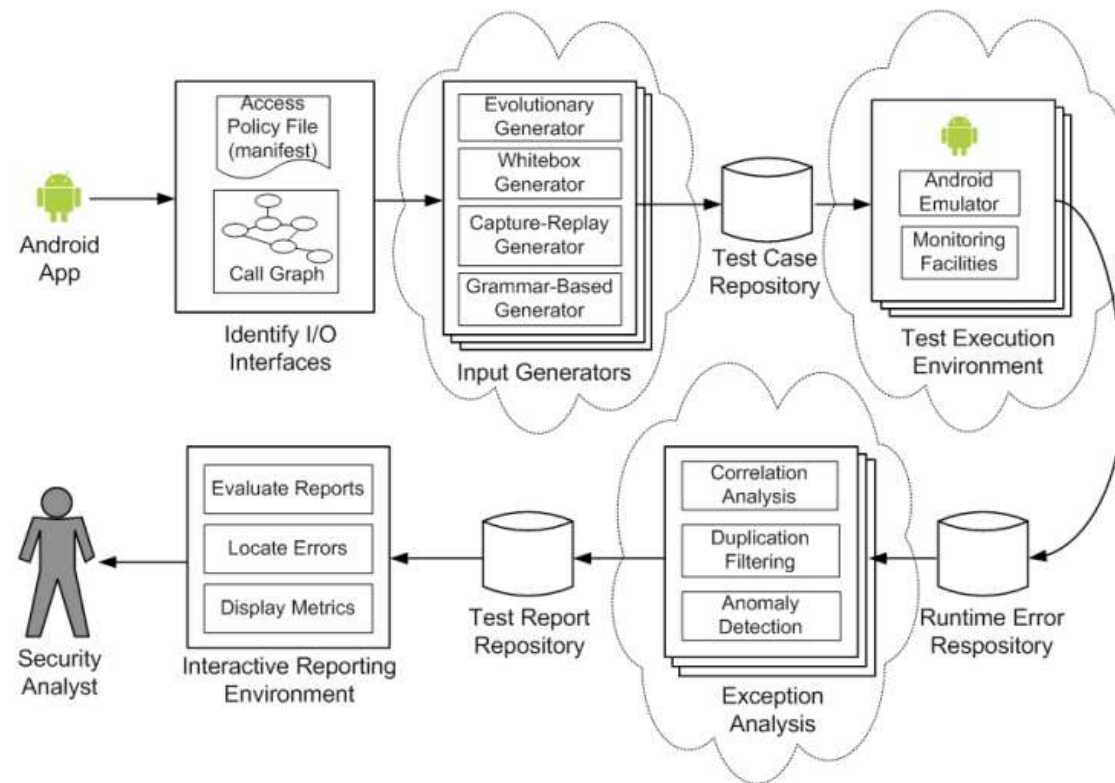 Access
Policy File
(manifest)
Call Graph
Android
App
Identify I/O
Interfaces
Evolutionary
Generator
Whitebox
Generator
Capture-Replay
Generator
Grammar-Based
Generator
Input Generators
Test Case
Repository
Android
Emulator
Monitoring
Facilities
Test Execution
Environment
Evaluate Reports
Locate Errors
Display Metrics
Security
Analyst
Interactive Reporting
Environment
Test Report
Repository
Correlation
Analysis
Duplication
Filtering
Anomaly
Detection
Exception
Analysis
Runtime Error
Respository